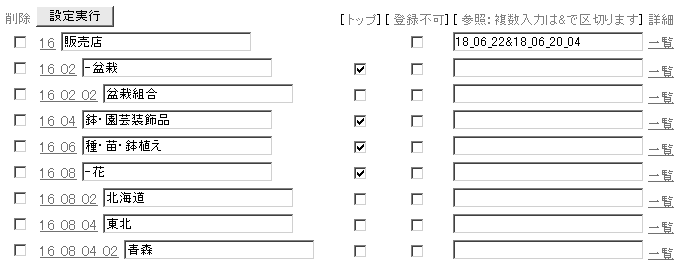 削除 設定実行 [トップ] [ 登録不可] [ 参照: 複数入力は&で区切ります] 詳細
16 販売店 18_06_22&18_06_20_04 一覧
16 02 -盆栽 一覧
16 02 02 盆栽組合 一覧
16 04 鉢・園芸装飾品 一覧
16 06 種・苗・鉢植え 一覧
16 08 -花 一覧
16 08 02 北海道 一覧
16 08 04 東北 一覧
16 08 04 02 青森 一覧